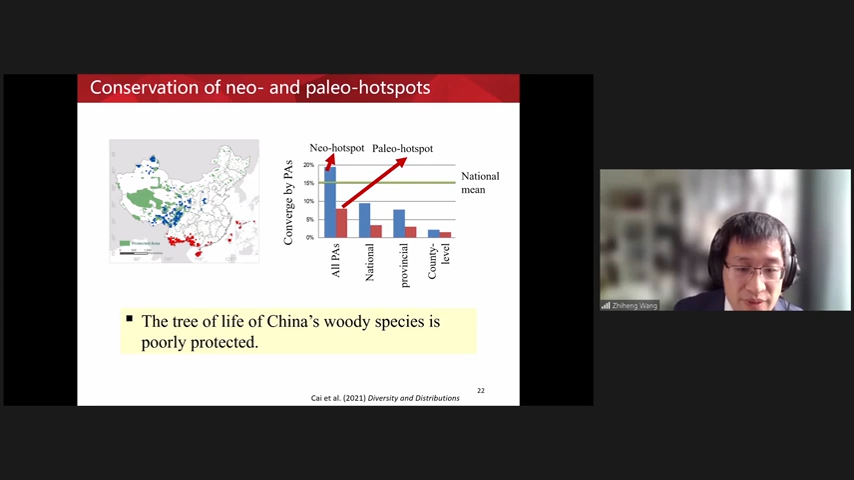 Conservation of neo- and paleo-hotspots
Neo-hotspot Paleo-hotspot
Converge by PAs
20%
15%
10%
5%
0%
National
mean
All PAs
National
provincial
County-
level
Protected Area
▪ The tree of life of China’s woody species is
poorly protected.
22
Cai et al. (2021) Diversity and Distributions
Zhiheng Wang